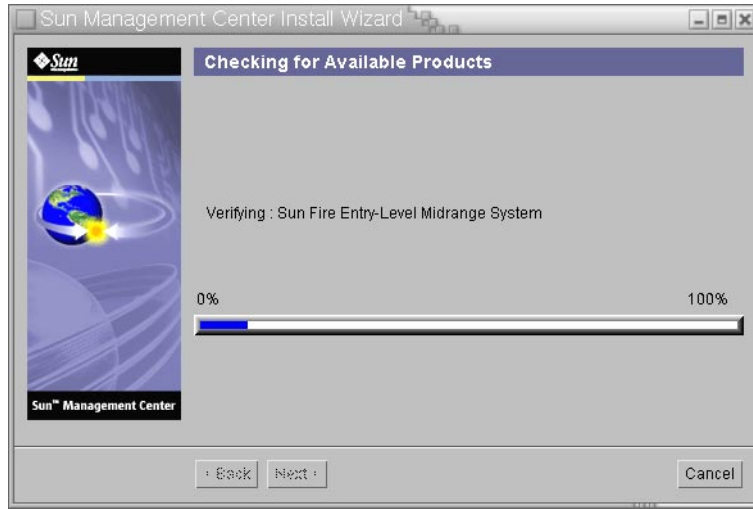 Sun Management Center Install Wizard
Sun
Checking for Available Products
Verifying : Sun Fire Entry-Level Midrange System
0% 100%
Sun™ Management Center
Back Next
Cancel